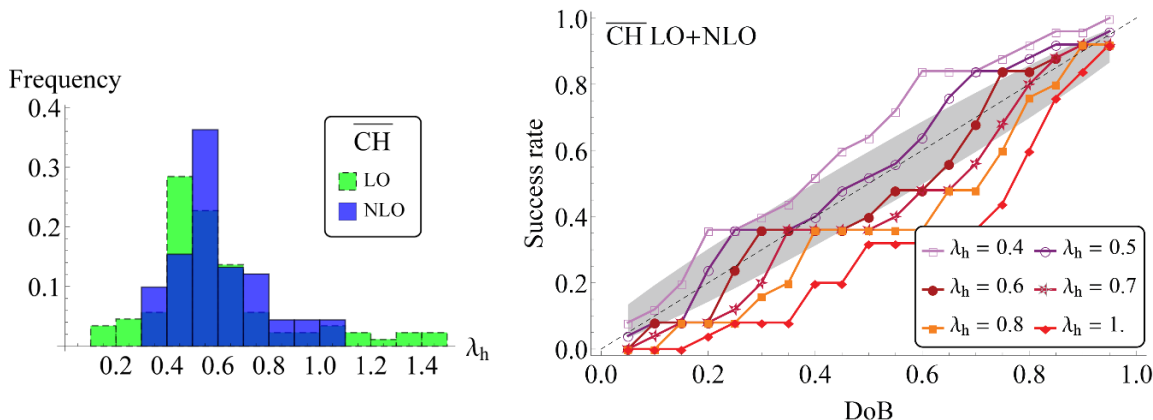 Frequency
0.4
0.3
0.2
0.1
0.2 0.4 0.6 0.8 1.0 1.2 1.4
λh
CH
LO
NLO
CH LO+NLO
Success rate
1.0
0.8
0.6
0.4
0.2
0.0
0.0 0.2 0.4 0.6 0.8 1.0
DoB
λh = 0.4 λh = 0.5
λh = 0.6 λh = 0.7
λh = 0.8 λh = 1.